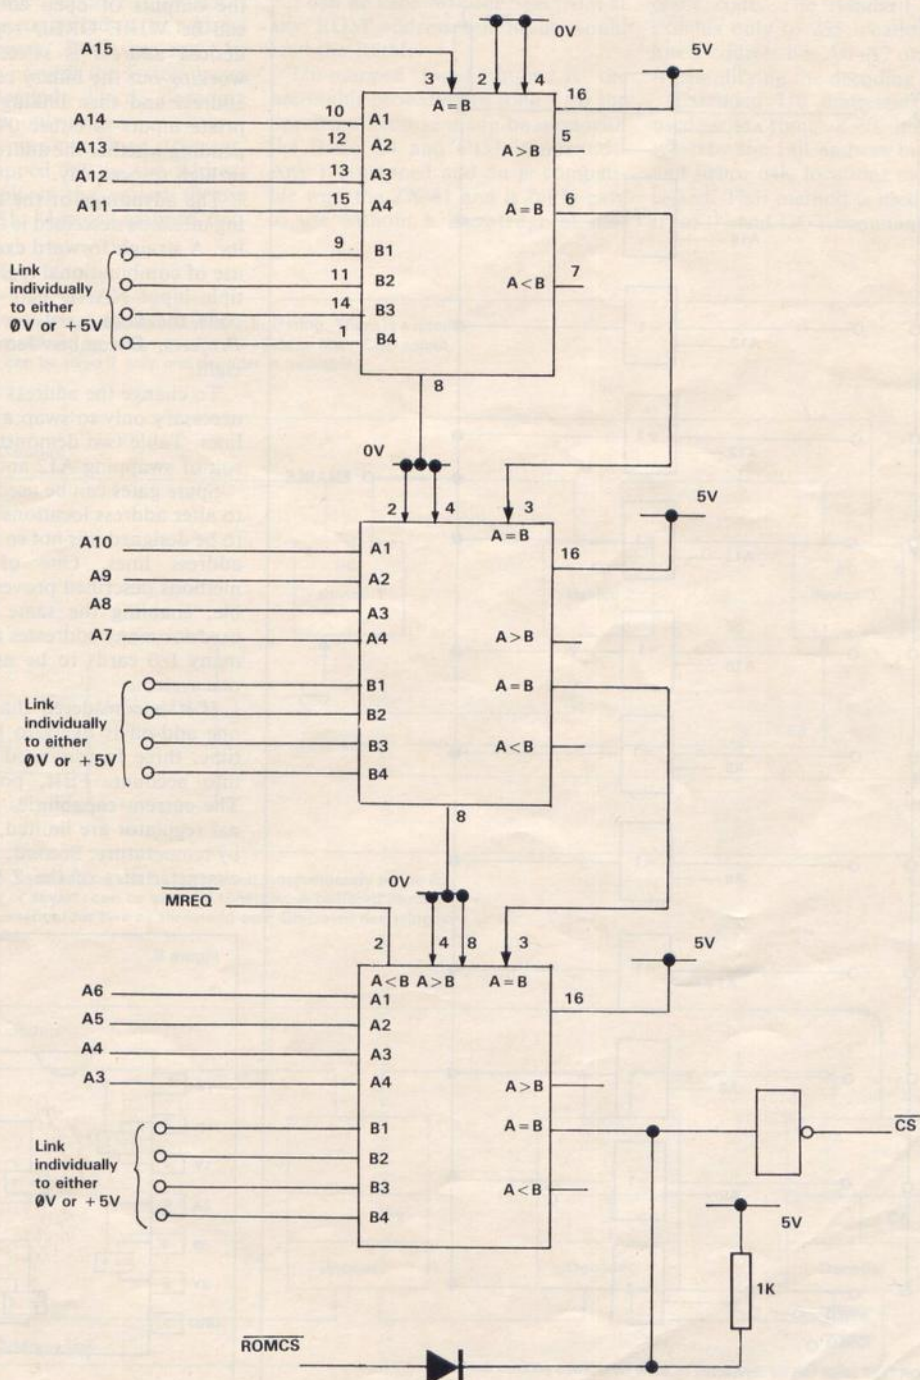 0V
A15
5V
3 2 4
A=B
16
A14 10 A1
5
A13 12 A2 A>B
A12 13 A3
6
A11 15 A4 A=B
9 B1
7
11 B2 A<B
14 B3
1 B4
Link
individually
to either
0V or +5V
8
0V
5V
2 4 3
A=B
16
A10 A1
A9 A2
A8 A3
A7 A4 A>B
B1 A=B
B2
B3 A<B
B4
Link
individually
to either
0V or +5V
8
0V
MREQ
5V
2 4 8 3
A<B A>B A=B
16
A6 A1
A5 A2
A4 A3
A3 A4 A>B
B1 A=B
CS
B2
B3 A<B
B4
Link
individually
to either
0V or +5V
5V
1K
ROMCS